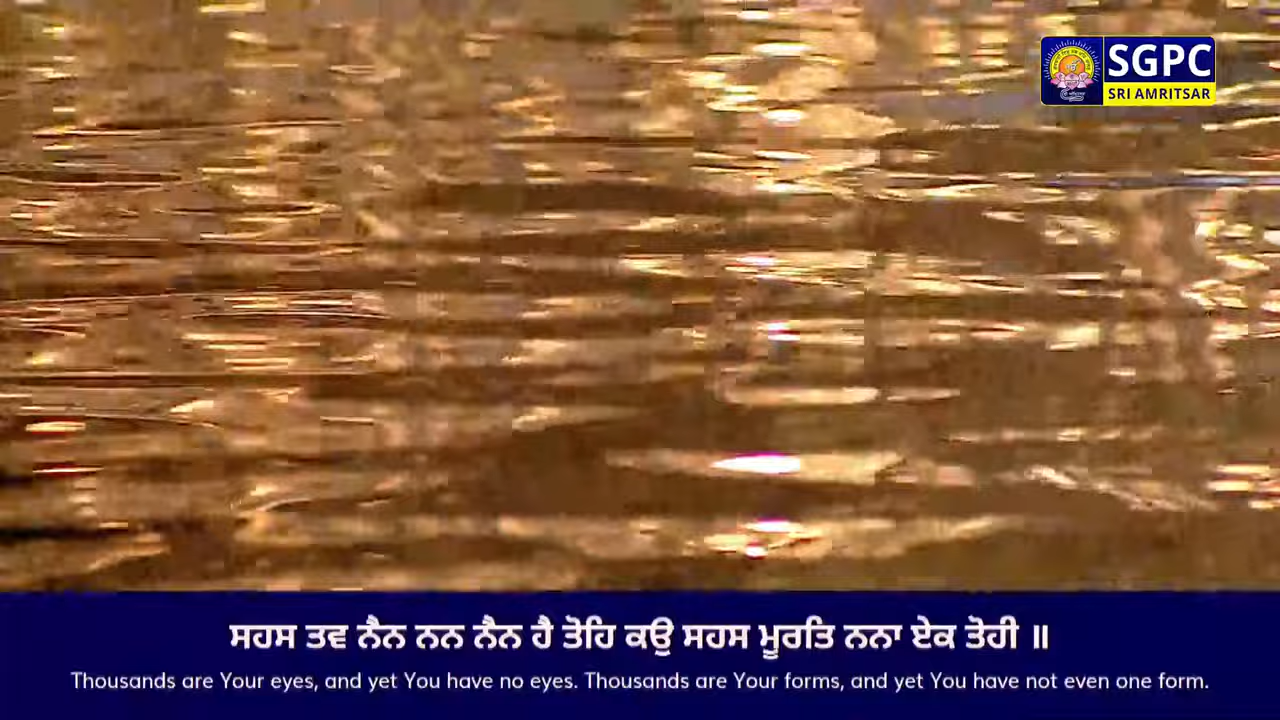 SGPC
SRI AMRITSAR
ਸਹਸ ਤਵ ਨੈਨ ਨਨ ਨੈਨ ਹੈ ਤੋਹਿ ਕਉ ਸਹਸ ਮੂਰਤਿ ਨਨਾ ਏਕ ਤੋਹੀ ॥
Thousands are Your eyes, and yet You have no eyes. Thousands are Your forms, and yet You have not even one form.